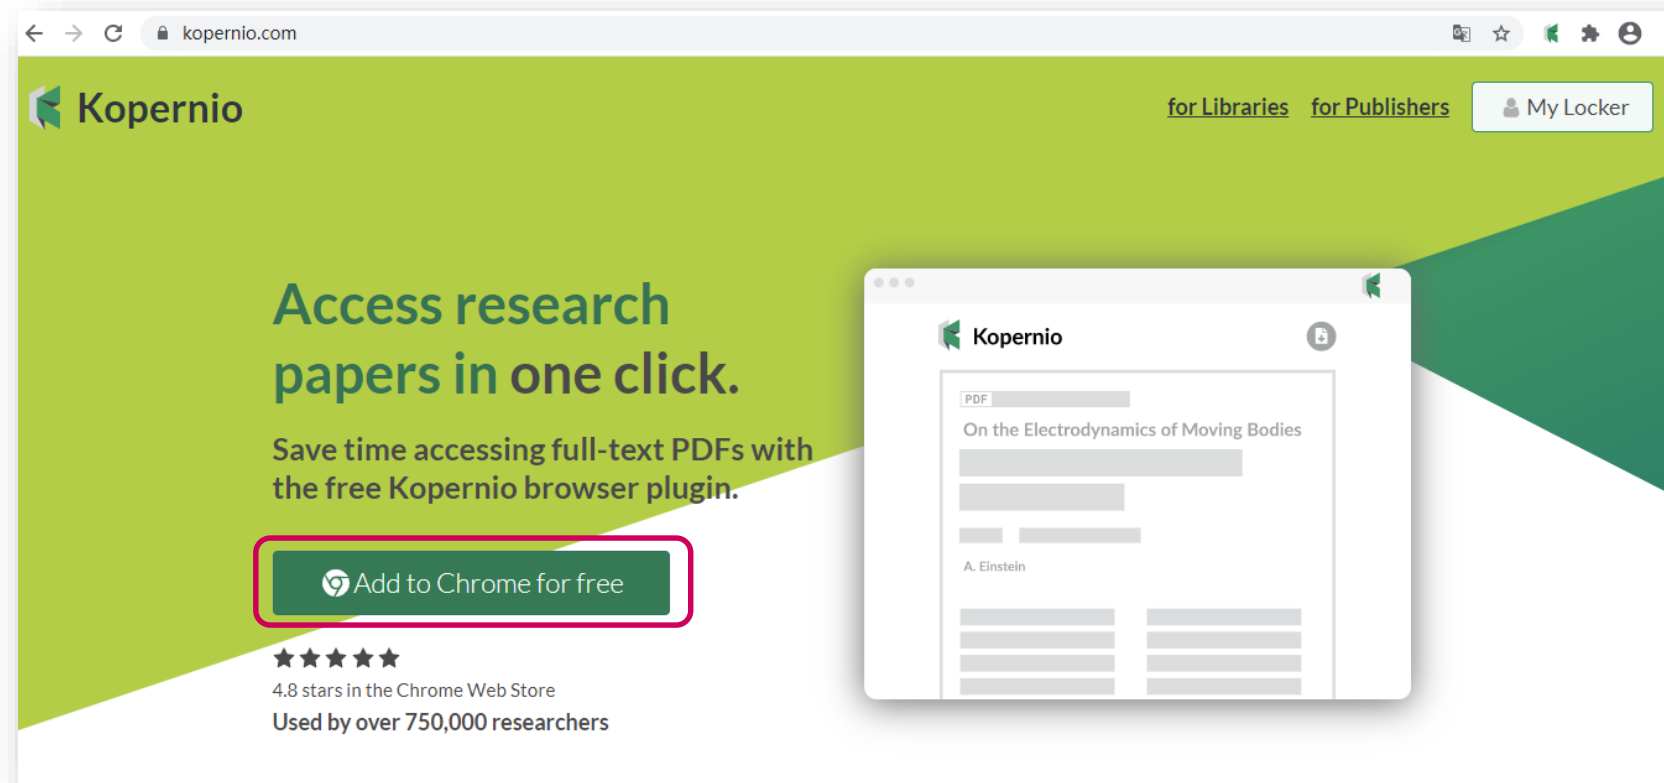 kopernio.com
Kopernio
for Libraries for Publishers My Locker
Access research
papers in one click.
Save time accessing full-text PDFs with
the free Kopernio browser plugin.
Add to Chrome for free
4.8 stars in the Chrome Web Store
Used by over 750,000 researchers
Kopernio
PDF
On the Electrodynamics of Moving Bodies
A. Einstein